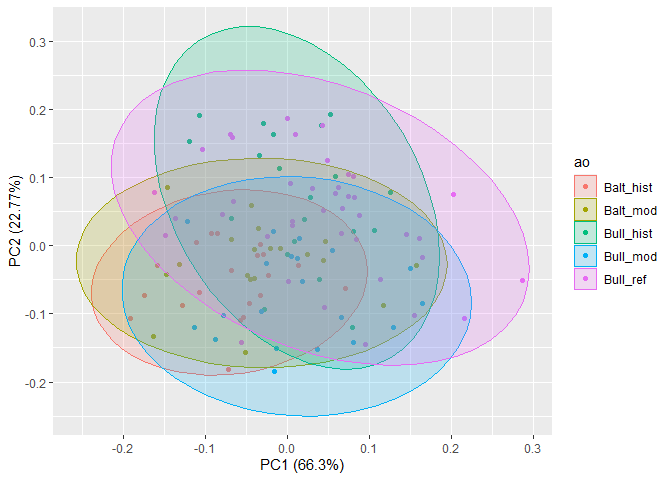 0.3
0.2
0.1
0.0
-0.1
-0.2
PC2 (22.77%)
-0.2
-0.1
0.0
0.1
0.2
0.3
PC1 (66.3%)
ao
Balt_hist
Balt_mod
Bull_hist
Bull_mod
Bull_ref